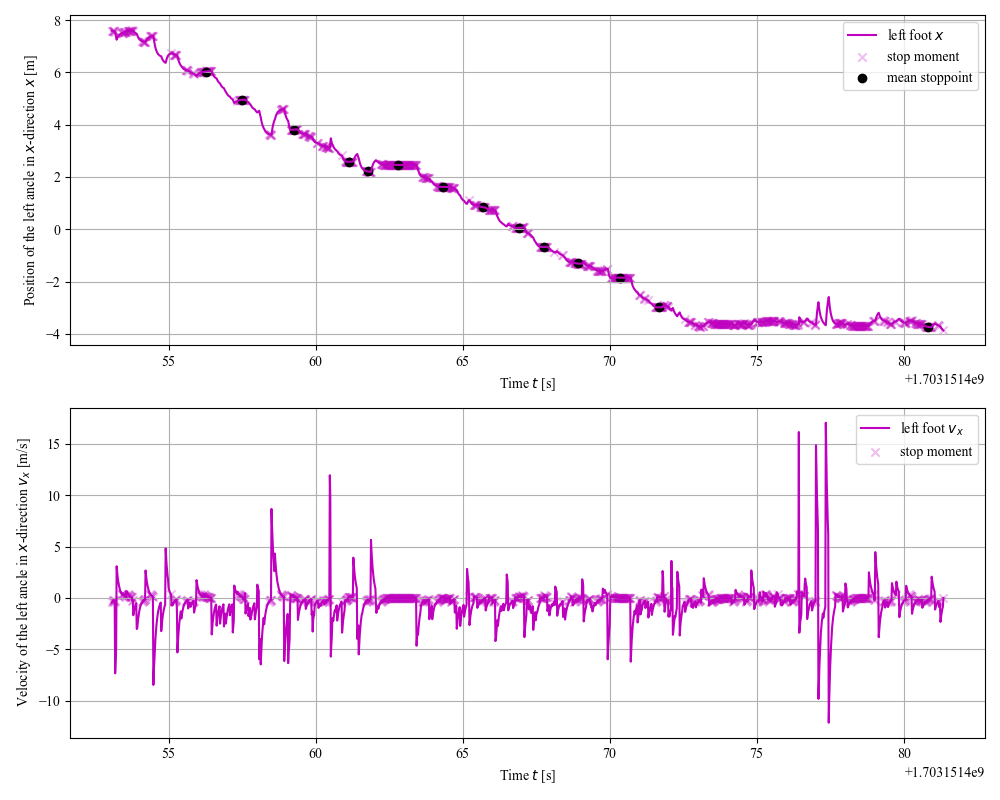 8
6
4
2
0
−2
−4
Position of the left angle in x-direction x [m]
left foot x
stop moment
mean stoppoint
55
60
65
70
75
80
+1.7031514e9
Time t [s]
15
10
5
0
−5
−10
Velocity of the left angle in x-direction vₓ [m/s]
left foot vₓ
stop moment
55
60
65
70
75
80
+1.7031514e9
Time t [s]